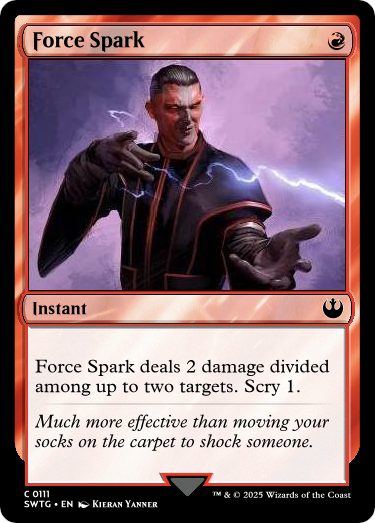 Force Spark
Instant
Force Spark deals 2 damage divided
among up to two targets. Scry 1.
Much more effective than moving your
socks on the carpet to shock someone.
C 0111
SWTG • EN Kieran Yanner
™ & © 2025 Wizards of the Coast